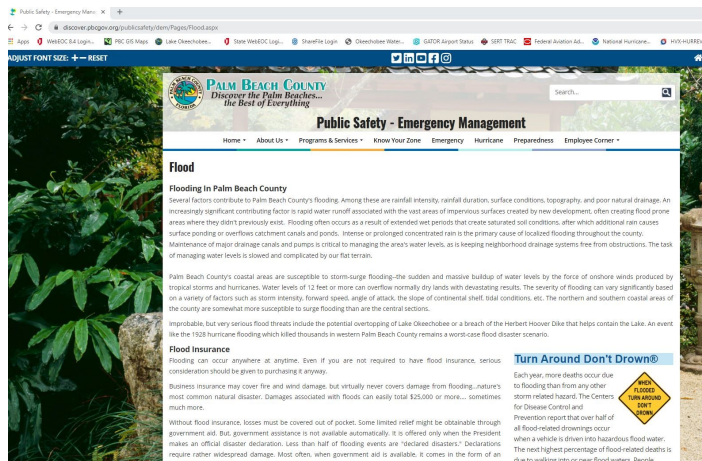 Public Safety - Emergency Mana
discover.pbcgov.org/publicsafety/dem/Pages/Flood.aspx
Apps WebEOC 8.4 Login... PBC GIS Maps Lake Okeechobee... State WebEOC Logi... ShareFile Login Okeechobee Water... GATOR Airport Status SERT TRAC Federal Aviation Ad... National Hurricane... HVX-HURREV
ADJUST FONT SIZE: + — RESET
PALM BEACH COUNTY
Discover the Palm Beaches...
the Best of Everything
Search...
Public Safety - Emergency Management
Home About Us Programs & Services Know Your Zone Emergency Hurricane Preparedness Employee Corner
Flood
Flooding In Palm Beach County
Several factors contribute to Palm Beach County's flooding. Among these are rainfall intensity, rainfall duration, surface conditions, topography, and poor natural drainage. An
increasingly significant contributing factor is rapid water runoff associated with the vast areas of impervious surfaces created by new development, often creating flood prone
areas where they didn't previously exist. Flooding often occurs as a result of extended wet periods that create saturated soil conditions, after which additional rain causes
surface ponding or overflows catchment canals and ponds. Intense or prolonged concentrated rain is the primary cause of localized flooding throughout the county.
Maintenance of major drainage canals and pumps is critical to managing the area's water levels, as is keeping neighborhood drainage systems free from obstructions. The task
of managing water levels is slowed and complicated by our flat terrain.
Palm Beach County's coastal areas are susceptible to storm-surge flooding--the sudden and massive buildup of water levels by the force of onshore winds produced by
tropical storms and hurricanes. Water levels of 12 feet or more can overflow normally dry lands with devastating results. The severity of flooding can vary significantly based
on a variety of factors such as storm intensity, forward speed, angle of attack, the slope of continental shelf, tidal conditions, etc. The northern and southern coastal areas of
the county are somewhat more susceptible to surge flooding than are the central sections.
Improbable, but very serious flood threats include the potential overtopping of Lake Okeechobee or a breach of the Herbert Hoover Dike that helps contain the Lake. An event
like the 1928 hurricane flooding which killed thousands in western Palm Beach County remains a worst-case flood disaster scenario.
Flood Insurance
Flooding can occur anywhere at anytime. Even if you are not required to have flood insurance, serious
consideration should be given to purchasing it anyway.
Business insurance may cover fire and wind damage, but virtually never covers damage from flooding...nature's
most common natural disaster. Damages associated with floods can easily total $25,000 or more.... sometimes
much more.
Without flood insurance, losses must be covered out of pocket. Some limited relief might be obtainable through
government aid. But, government assistance is not available automatically. It is offered only when the President
makes an official disaster declaration. Less than half of flooding events are "declared disasters." Declarations
require rather widespread damage. Most often, when government aid is available, it comes in the form of an
Turn Around Don't Drown®
Each year, more deaths occur due
to flooding than from any other
storm related hazard. The Centers
for Disease Control and
Prevention report that over half of
all flood-related drownings occur
when a vehicle is driven into hazardous flood water.
The next highest percentage of flood-related deaths is
due to walking into or near flood waters. People
WHEN
FLOODED
TURN AROUND
DON'T
DROWN